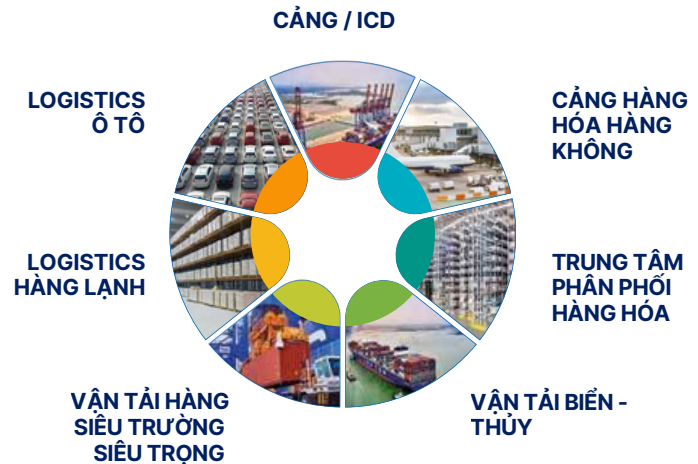 CẢNG / ICD
LOGISTICS
Ô TÔ
CẢNG HÀNG
HÓA HÀNG
KHÔNG
LOGISTICS
HÀNG LẠNH
TRUNG TÂM
PHÂN PHỐI
HÀNG HÓA
VẬN TẢI HÀNG
SIÊU TRƯỜNG
SIÊU TRỌNG
VẬN TẢI BIỂN -
THỦY